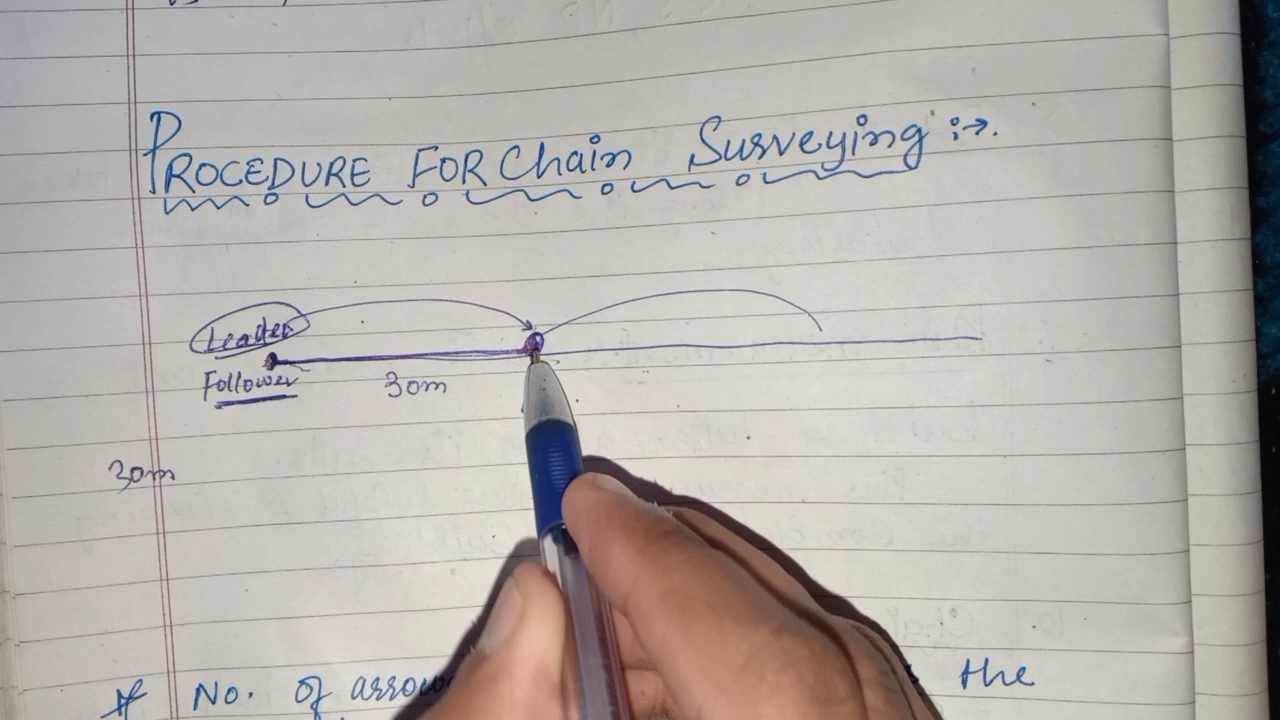 PROCEDURE FOR Chain Surveying :→.
Leader
Follower
30m
30m
* No. of arrow the